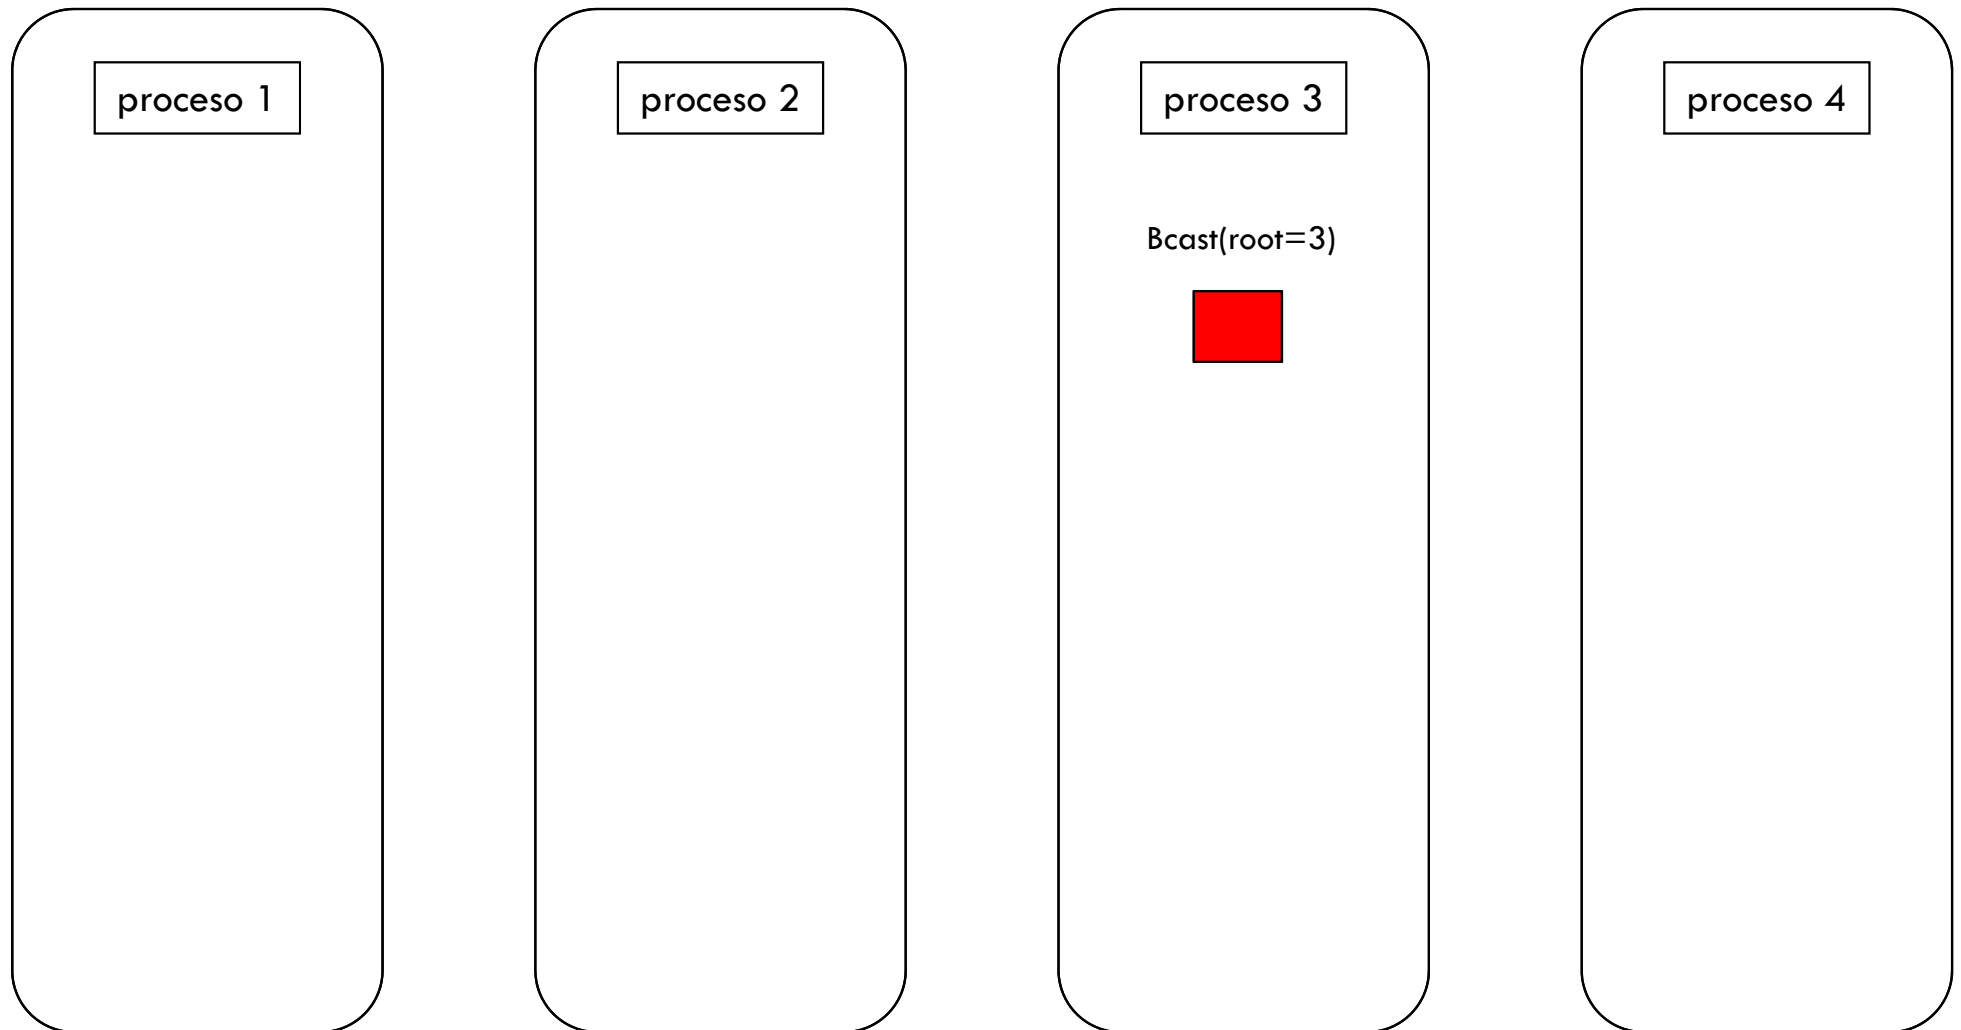 proceso 1
proceso 2
proceso 3
proceso 4
Bcast(root=3)